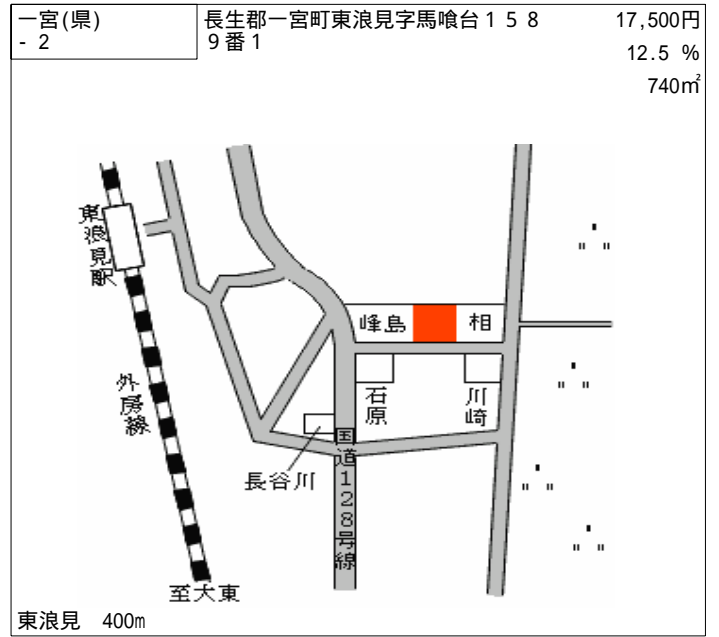 一宮(県)
- 2
長生郡一宮町東浪見字馬喰台１５８
９番１
17,500円
12.5 %
740㎡
東浪見駅
外房線
峰島
相
石原
川崎
長谷川
国道128号線
至大東
東浪見 400m